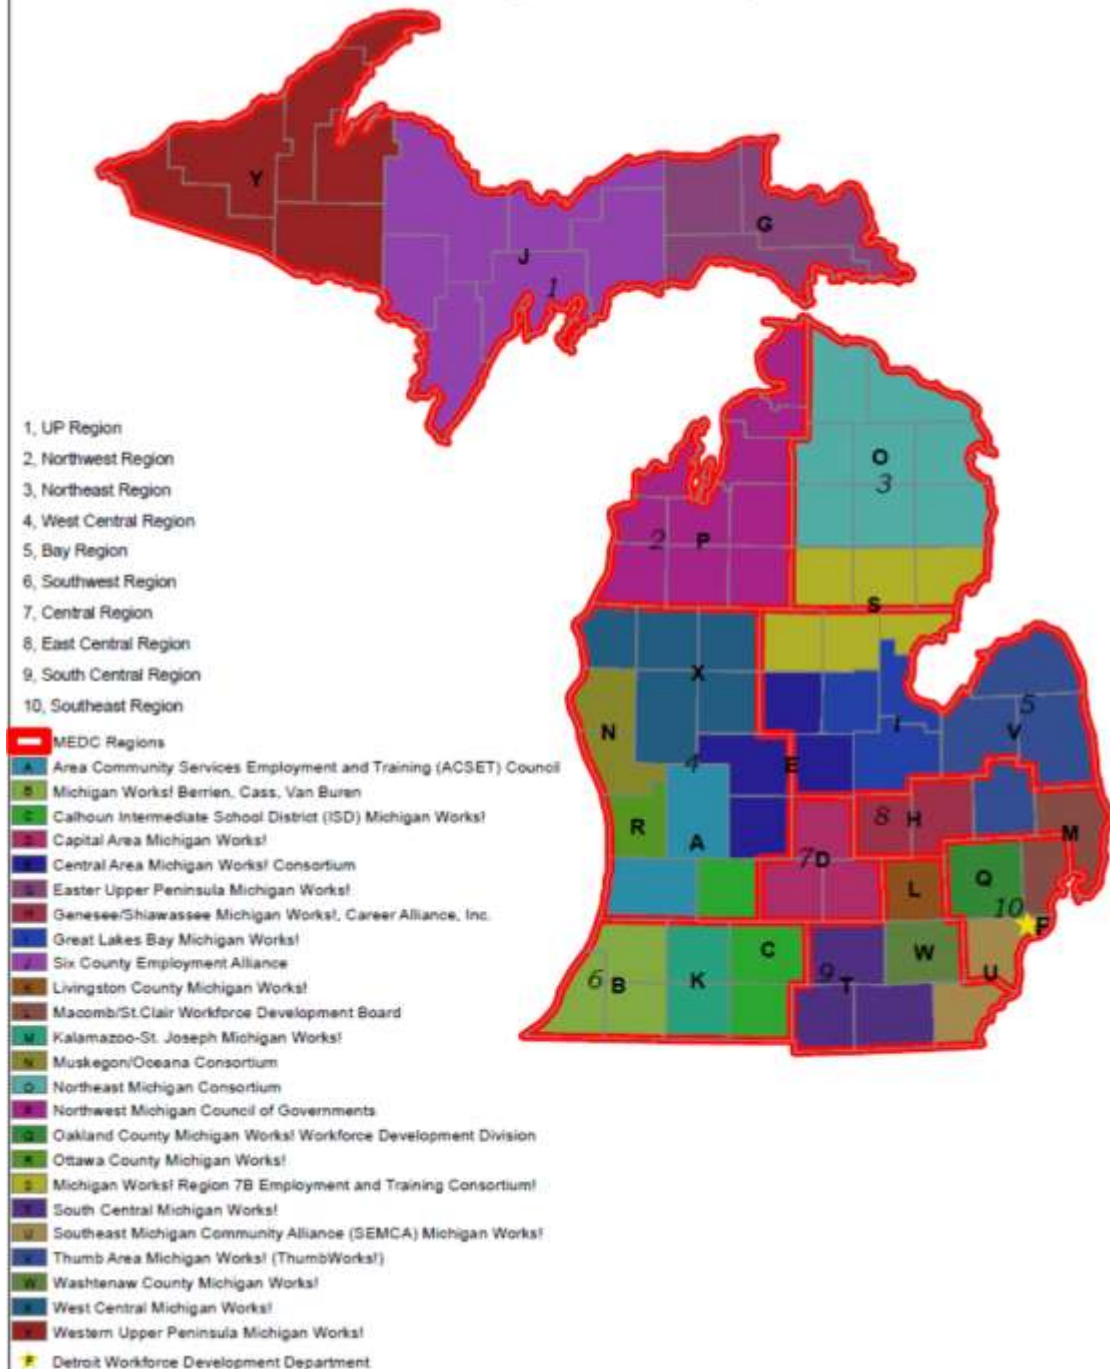 Y
G
J
1
1, UP Region
2, Northwest Region
3, Northeast Region
4, West Central Region
5, Bay Region
6, Southwest Region
7, Central Region
8, East Central Region
9, South Central Region
10, Southeast Region
O
3
2 P
S
X
N
4
E
I
5
V
R
A
7 D
8 H
M
L
Q
10
F
6 B
K
C
9
T
W
U
MEDC Regions
A Area Community Services Employment and Training (ACSET) Council
B Michigan Works! Berrien, Cass, Van Buren
C Calhoun Intermediate School District (ISD) Michigan Works!
D Capital Area Michigan Works!
E Central Area Michigan Works! Consortium
G Easter Upper Peninsula Michigan Works!
H Genesee/Shiawassee Michigan Works!, Career Alliance, Inc.
I Great Lakes Bay Michigan Works!
J Six County Employment Alliance
K Livingston County Michigan Works!
L Macomb/St.Clair Workforce Development Board
M Kalamazoo-St. Joseph Michigan Works!
N Muskegon/Oceana Consortium
O Northeast Michigan Consortium
P Northwest Michigan Council of Governments
Q Oakland County Michigan Works! Workforce Development Division
R Ottawa County Michigan Works!
S Michigan Works! Region 7B Employment and Training Consortium!
T South Central Michigan Works!
U Southeast Michigan Community Alliance (SEMCA) Michigan Works!
V Thumb Area Michigan Works! (ThumbWorks!)
W Washtenaw County Michigan Works!
X West Central Michigan Works!
Y Western Upper Peninsula Michigan Works!
F Detroit Workforce Development Department